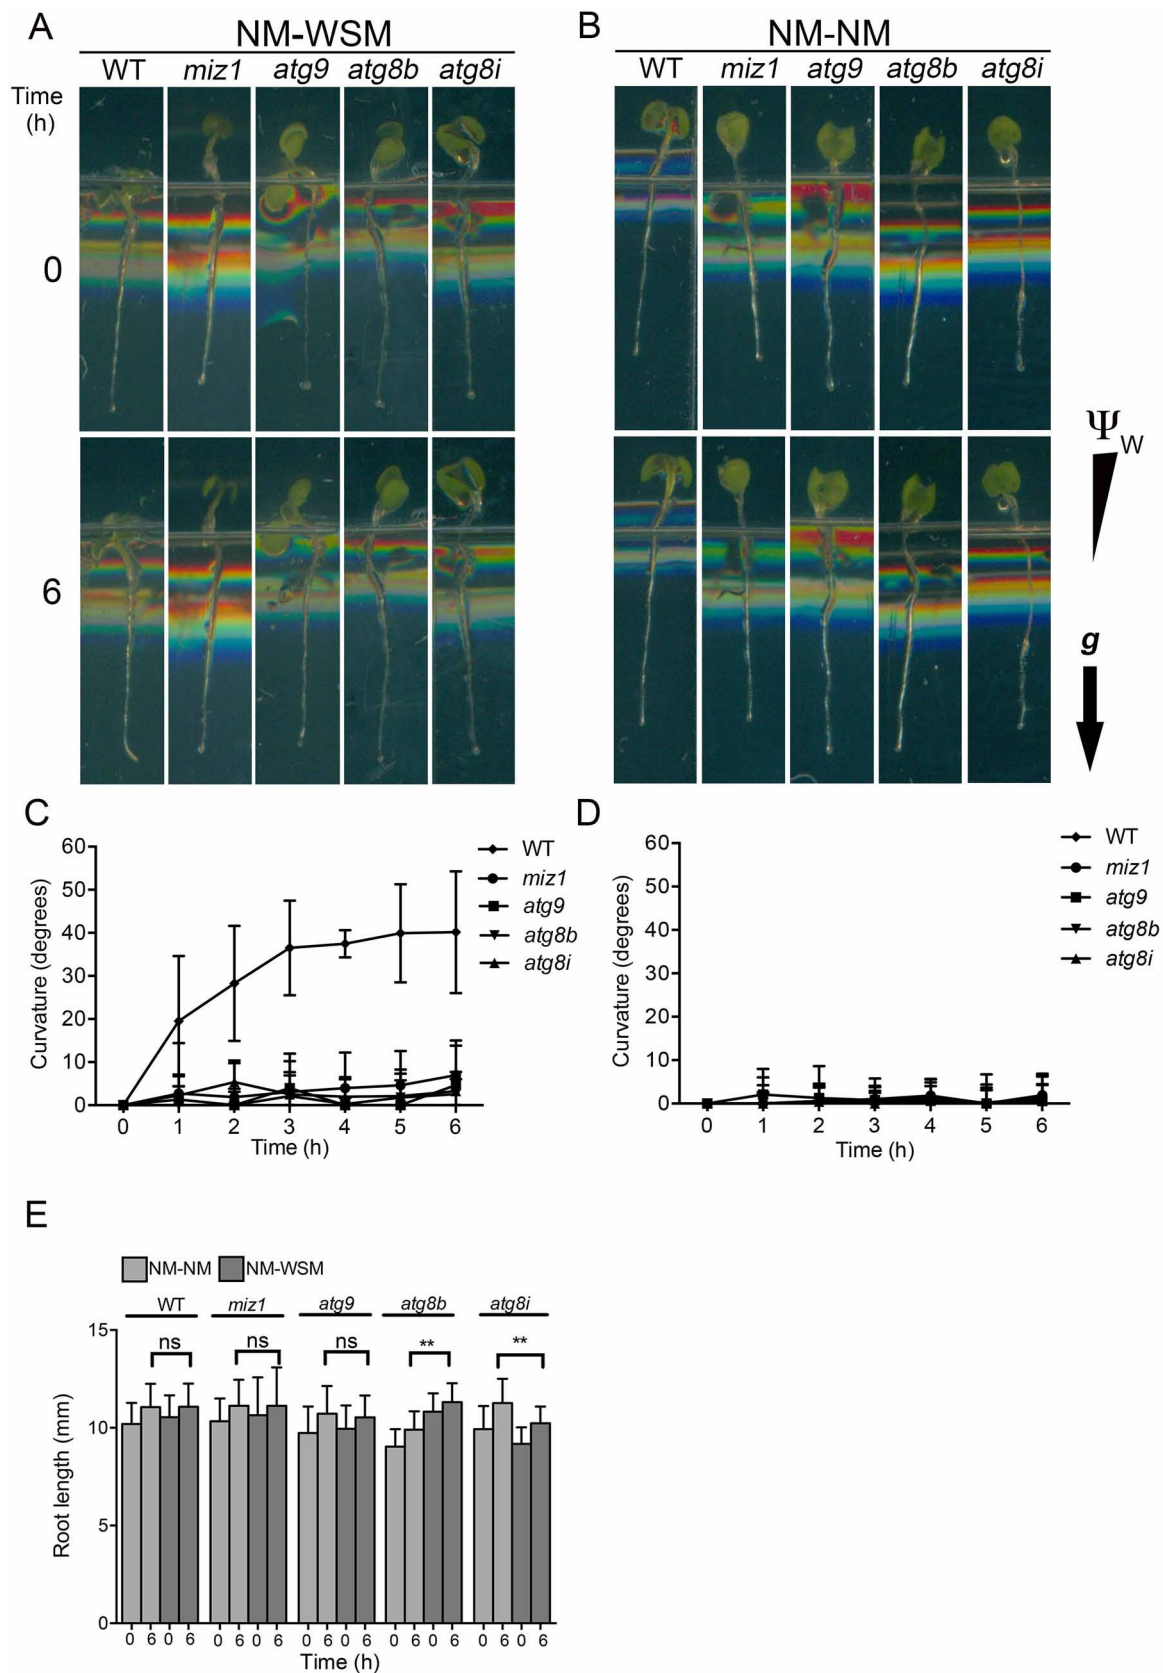 A
NM-WSM
WT miz1 atg9 atg8b atg8i
Time
(h)
0
6
B
NM-NM
WT miz1 atg9 atg8b atg8i
Ψw
g
C
60
50
40
30
20
10
0
Curvature (degrees)
0 1 2 3 4 5 6
Time (h)
WT
miz1
atg9
atg8b
atg8i
D
60
50
40
30
20
10
0
Curvature (degrees)
0 1 2 3 4 5 6
Time (h)
WT
miz1
atg9
atg8b
atg8i
E
NM-NM NM-WSM
WT miz1 atg9 atg8b atg8i
ns ns ns ** **
15
10
5
0
Root length (mm)
0 6 0 6 0 6 0 6 0 6 0 6 0 6 0 6 0 6 0 6
Time (h)